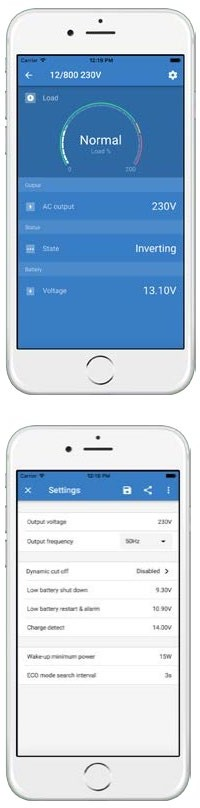 Carrier 12:19 PM
12/800 230V
Load
Normal
Load %
0 200
Output
AC output 230V
Status
State Inverting
Battery
Voltage 13.10V
Carrier 12:18 PM
Settings
Output voltage 230V
Output frequency 50Hz
Dynamic cut-off Disabled
Low battery shut down 9.30V
Low battery restart & alarm 10.90V
Charge detect 14.00V
Wake-up minimum power 15W
ECO mode search interval 3s